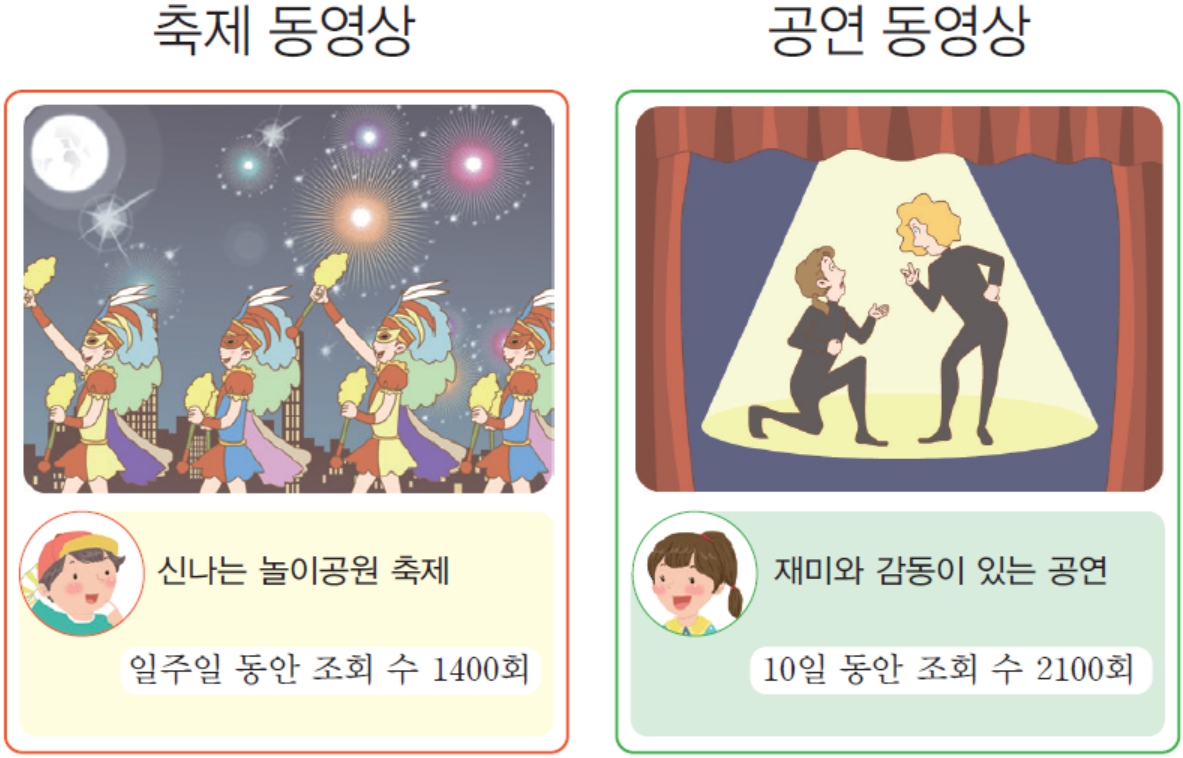 축제 동영상
신나는 놀이공원 축제
일주일 동안 조회 수 1400회
공연 동영상
재미와 감동이 있는 공연
10일 동안 조회 수 2100회